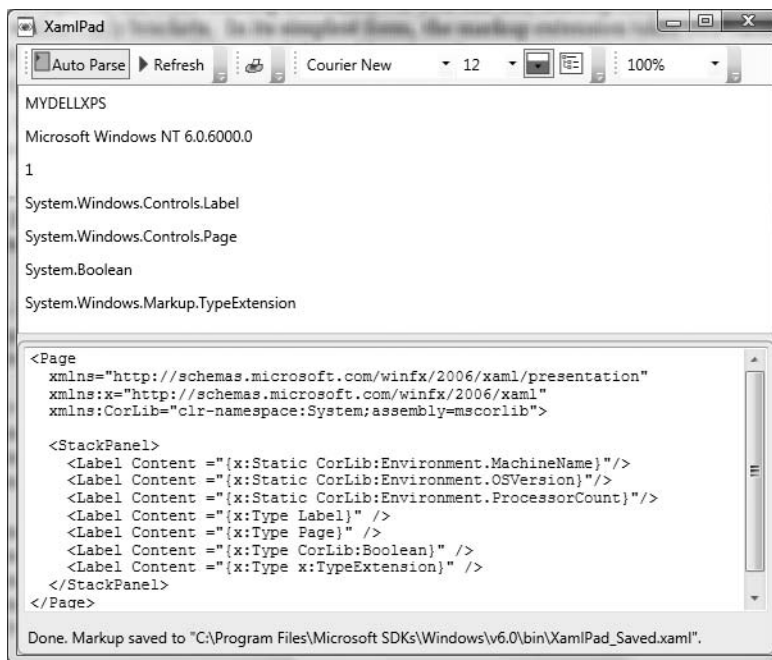 XamlPad
Auto Parse Refresh Courier New 12 100%
MYDELLXPS
Microsoft Windows NT 6.0.6000.0
1
System.Windows.Controls.Label
System.Windows.Controls.Page
System.Boolean
System.Windows.Markup.TypeExtension
<Page
xmlns="http://schemas.microsoft.com/winfx/2006/xaml/presentation"
xmlns:x="http://schemas.microsoft.com/winfx/2006/xaml"
xmlns:CorLib="clr-namespace:System;assembly=mscorlib">
<StackPanel>
<Label Content ="{x:Static CorLib:Environment.MachineName}"/>
<Label Content ="{x:Static CorLib:Environment.OSVersion}"/>
<Label Content ="{x:Static CorLib:Environment.ProcessorCount}"/>
<Label Content ="{x:Type Label}" />
<Label Content ="{x:Type Page}" />
<Label Content ="{x:Type CorLib:Boolean}" />
<Label Content ="{x:Type x:TypeExtension}" />
</StackPanel>
</Page>
Done. Markup saved to "C:\Program Files\Microsoft SDKs\Windows\v6.0\bin\XamlPad_Saved.xaml".